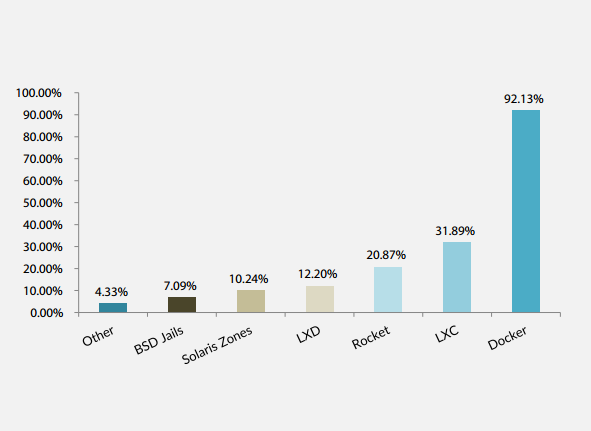 100.00%
90.00%
80.00%
70.00%
60.00%
50.00%
40.00%
30.00%
20.00%
10.00%
0.00%
4.33%
7.09%
10.24%
12.20%
20.87%
31.89%
92.13%
Other
BSD Jails
Solaris Zones
LXD
Rocket
LXC
Docker